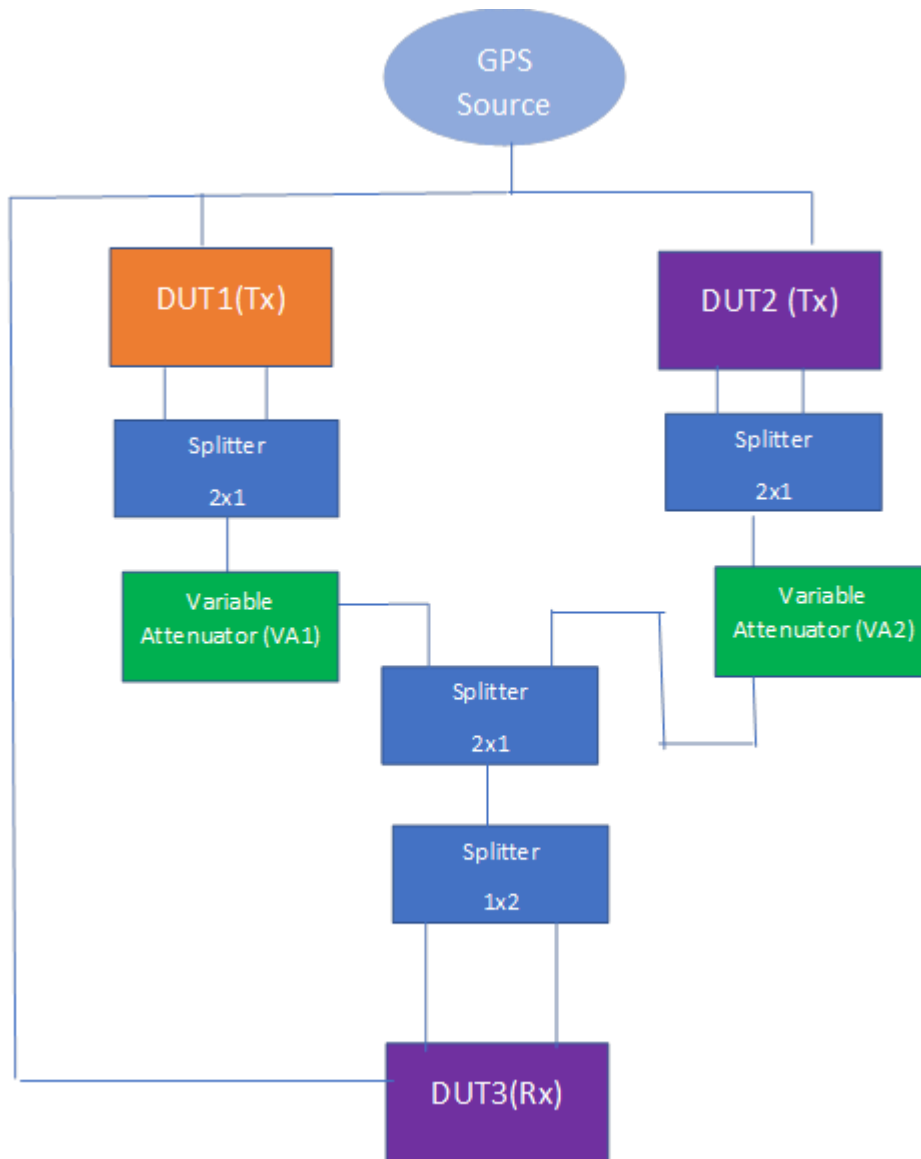 GPS
Source
DUT1(Tx)
DUT2 (Tx)
Splitter
2x1
Splitter
2x1
Variable
Attenuator (VA1)
Variable
Attenuator (VA2)
Splitter
2x1
Splitter
1x2
DUT3(Rx)